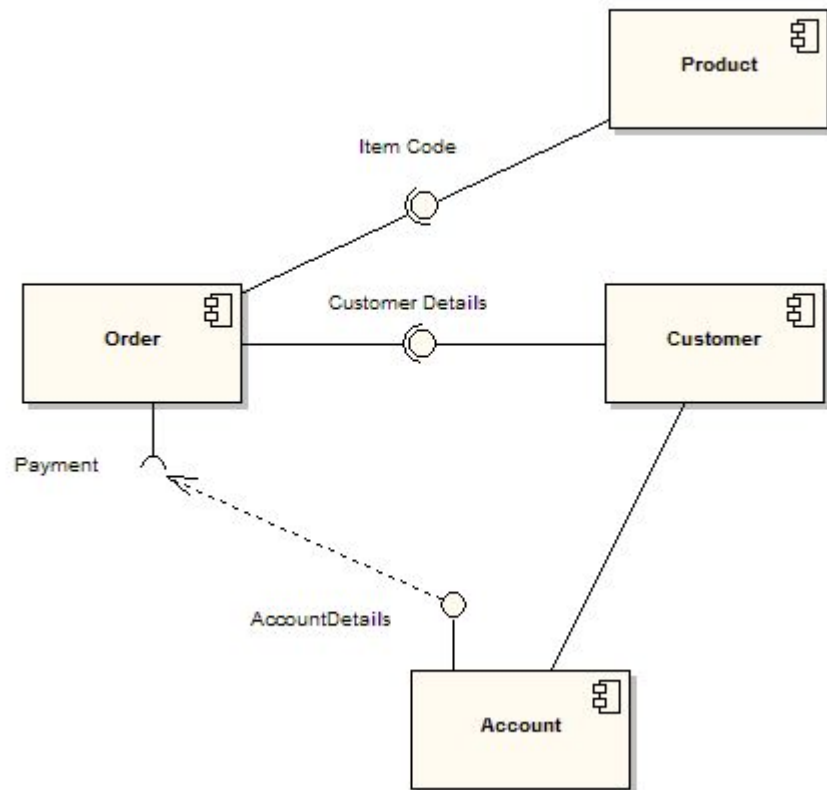 Product
Item Code
Customer Details
Order
Customer
Payment
AccountDetails
Account